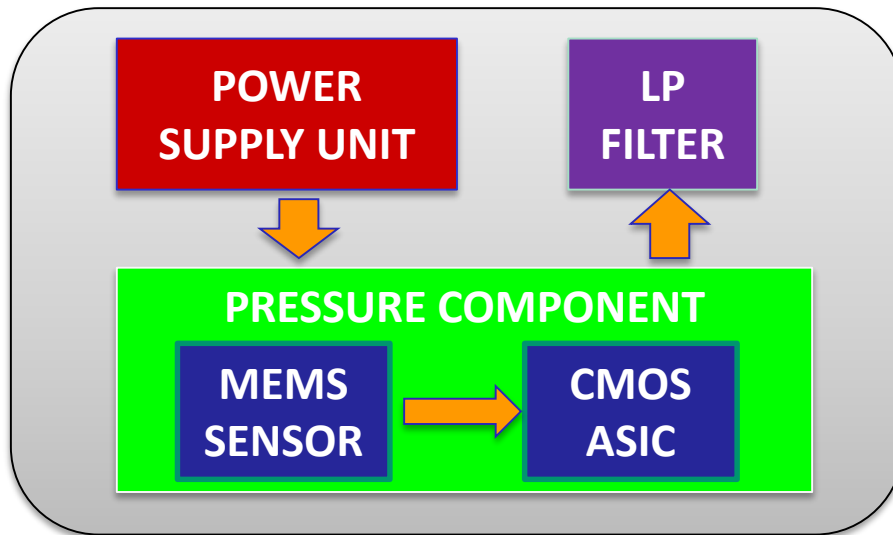 POWER
SUPPLY UNIT
LP
FILTER
PRESSURE COMPONENT
MEMS
SENSOR
CMOS
ASIC